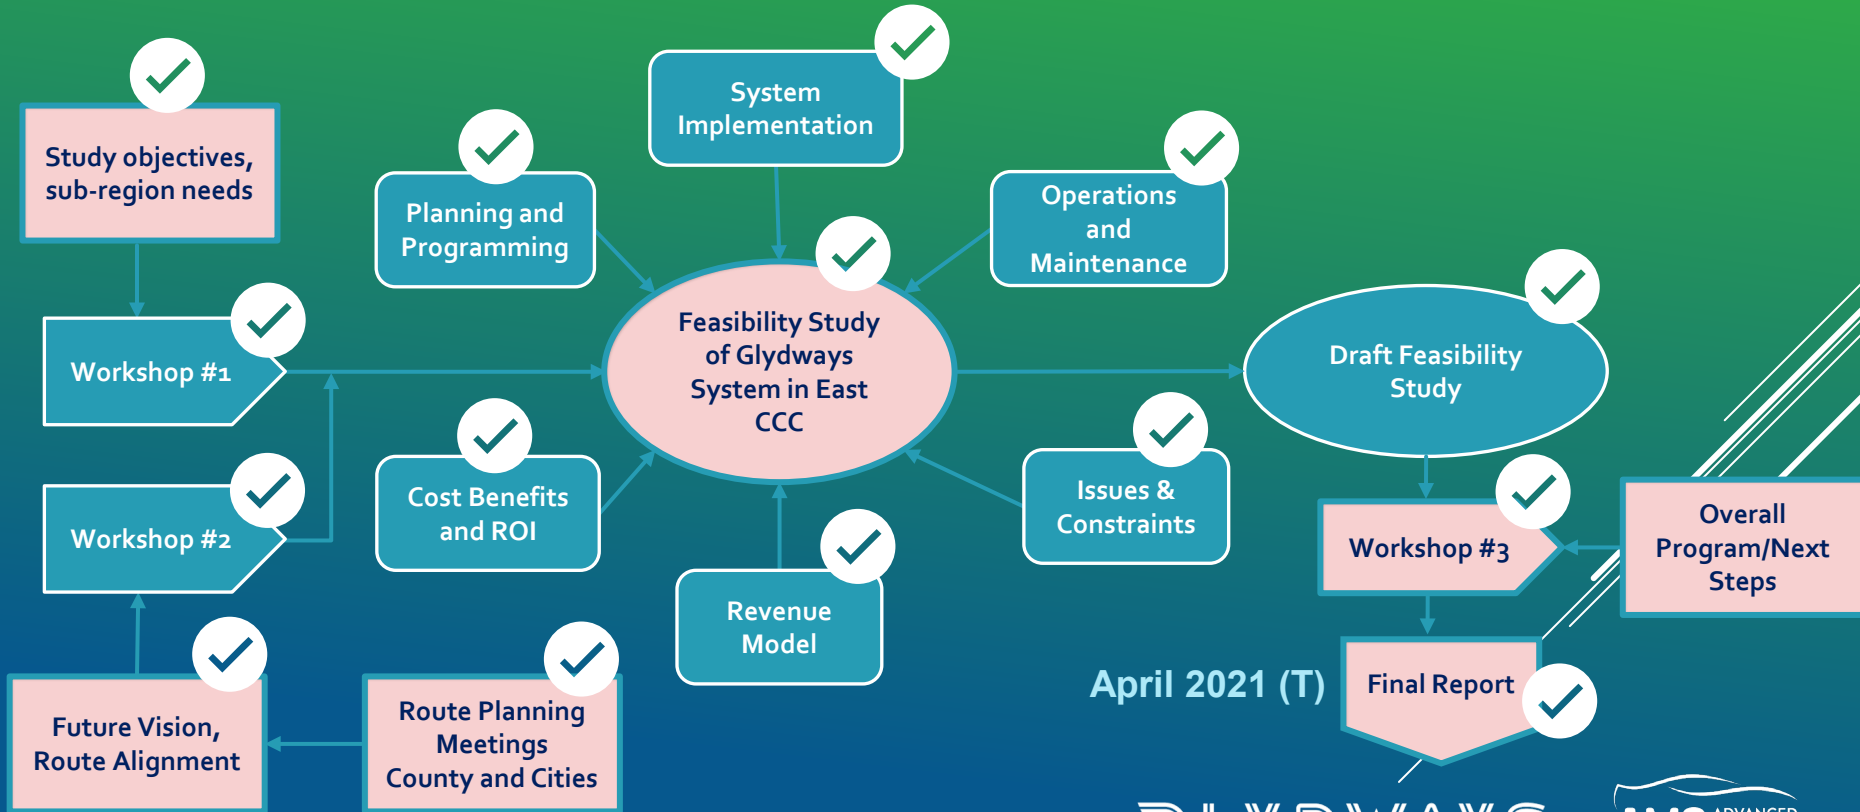 System
Implementation
Study objectives,
sub-region needs
Planning and
Programming
Operations
and
Maintenance
Workshop #1
Feasibility Study
of Glydways
System in East
CCC
Draft Feasibility
Study
Workshop #2
Cost Benefits
and ROI
Issues &
Constraints
Workshop #3
Overall
Program/Next
Steps
Revenue
Model
April 2021 (T)
Final Report
Future Vision,
Route Alignment
Route Planning
Meetings
County and Cities
ADVANCED